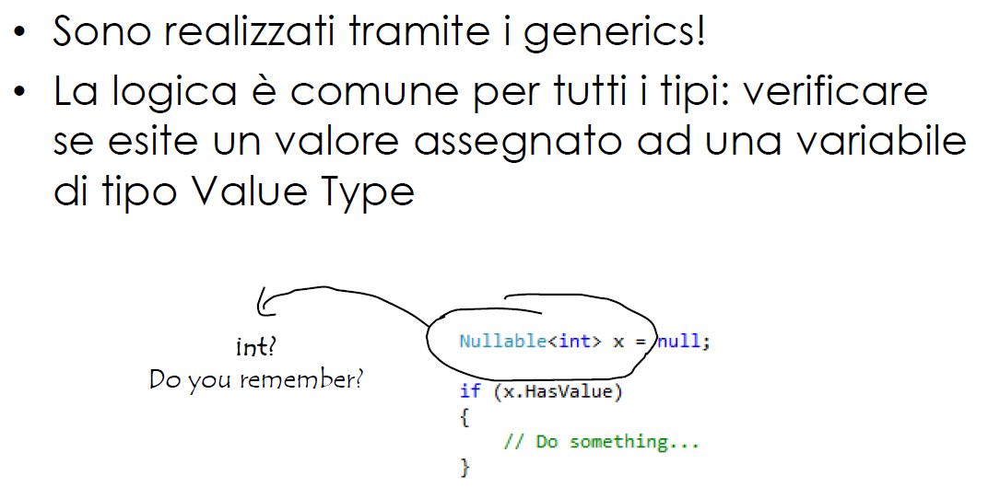 • Sono realizzati tramite i generics!
• La logica è comune per tutti i tipi: verificare
se esite un valore assegnato ad una variabile
di tipo Value Type
int?
Do you remember?
Nullable<int> x = null;
if (x.HasValue)
{
// Do something...
}